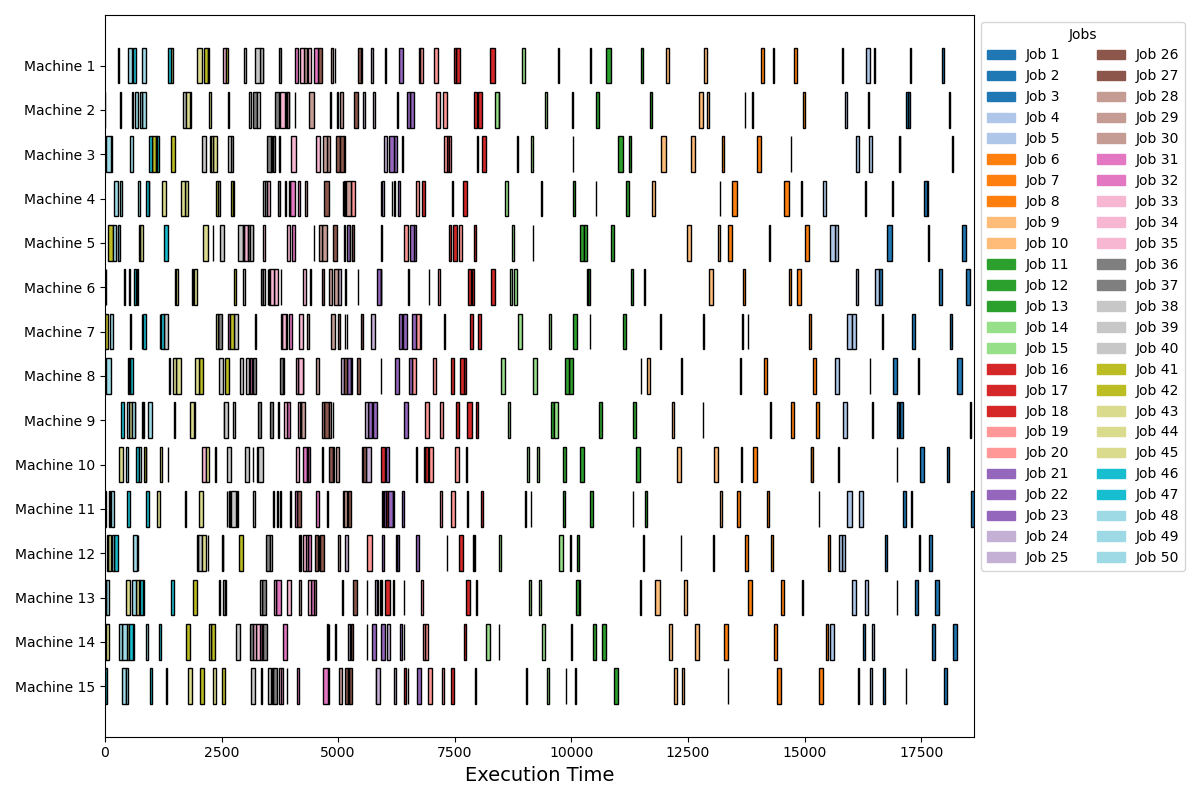 Machine 1
Machine 2
Machine 3
Machine 4
Machine 5
Machine 6
Machine 7
Machine 8
Machine 9
Machine 10
Machine 11
Machine 12
Machine 13
Machine 14
Machine 15
0 2500 5000 7500 10000 12500 15000 17500
Execution Time
Jobs
Job 1
Job 2
Job 3
Job 4
Job 5
Job 6
Job 7
Job 8
Job 9
Job 10
Job 11
Job 12
Job 13
Job 14
Job 15
Job 16
Job 17
Job 18
Job 19
Job 20
Job 21
Job 22
Job 23
Job 24
Job 25
Job 26
Job 27
Job 28
Job 29
Job 30
Job 31
Job 32
Job 33
Job 34
Job 35
Job 36
Job 37
Job 38
Job 39
Job 40
Job 41
Job 42
Job 43
Job 44
Job 45
Job 46
Job 47
Job 48
Job 49
Job 50